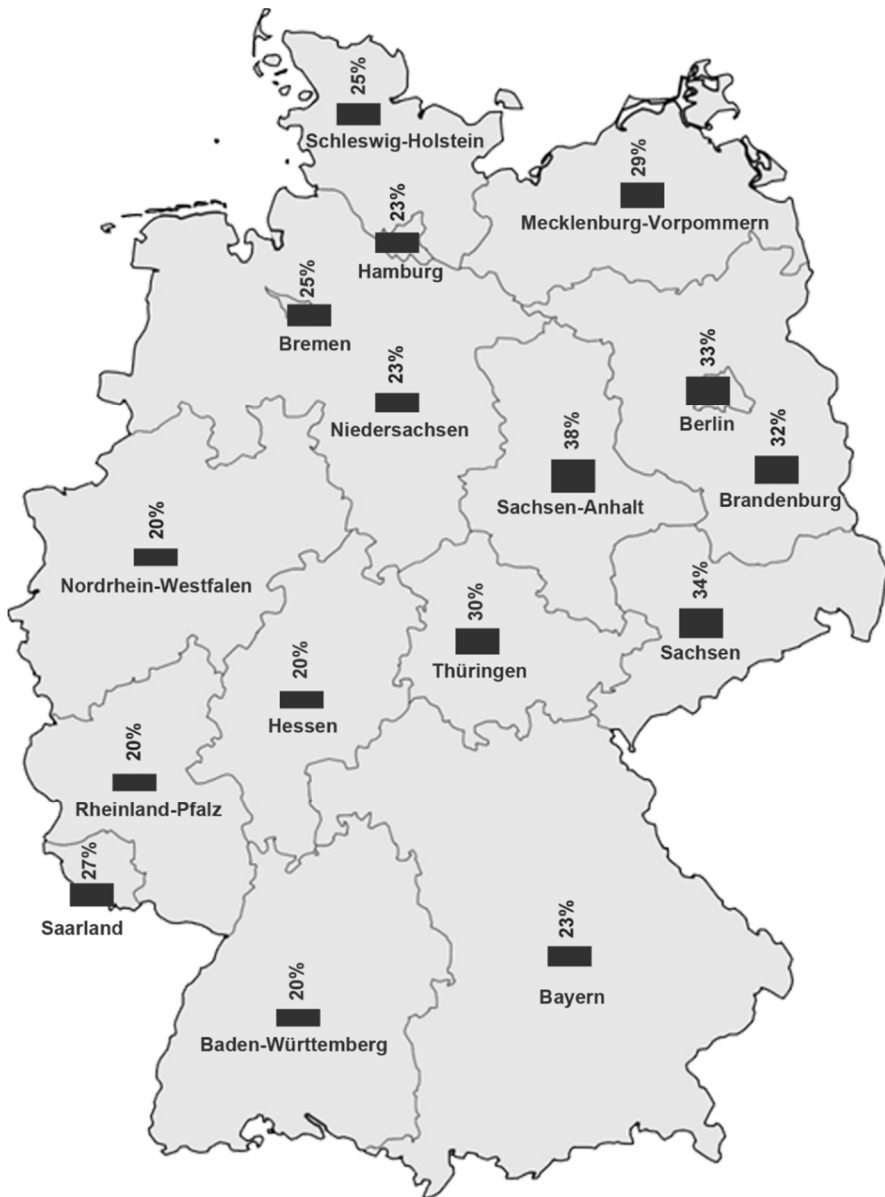 25%
Schleswig-Holstein
29%
Mecklenburg-Vorpommern
23%
Hamburg
25%
Bremen
23%
Niedersachsen
33%
Berlin
38%
Sachsen-Anhalt
32%
Brandenburg
20%
Nordrhein-Westfalen
30%
Thüringen
34%
Sachsen
20%
Hessen
20%
Rheinland-Pfalz
27%
Saarland
23%
Bayern
20%
Baden-Württemberg